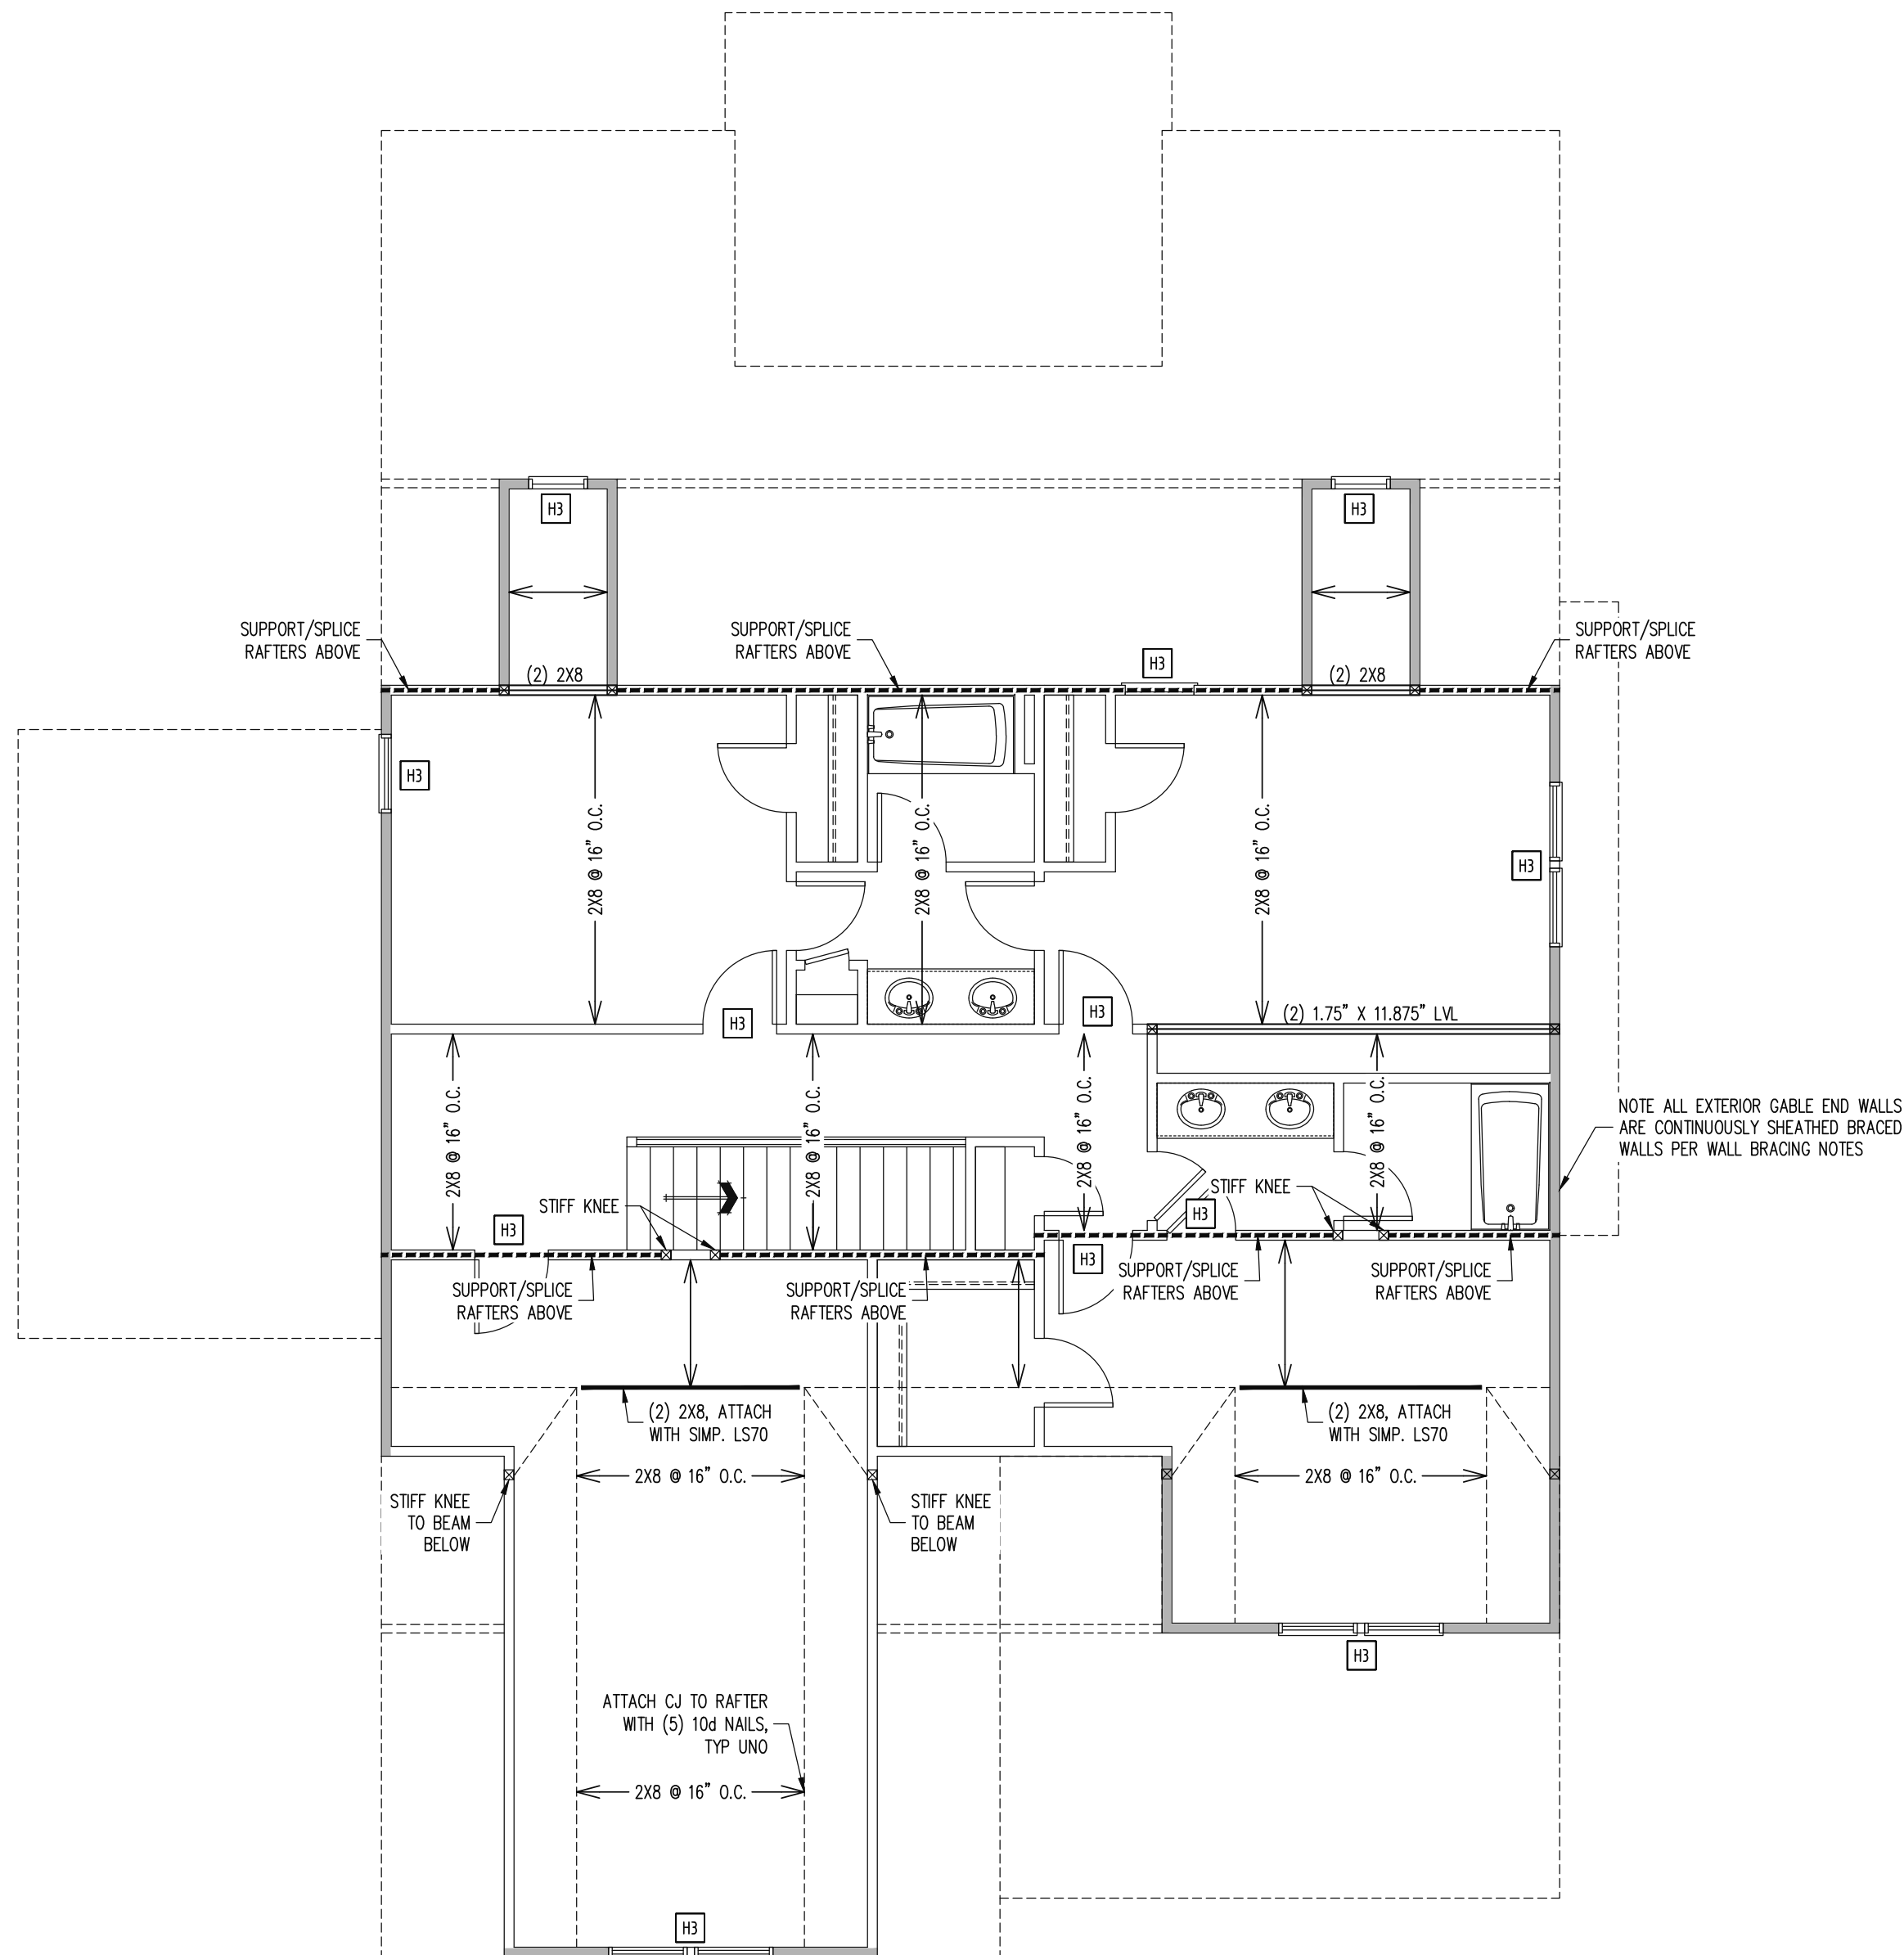 H3
H3
SUPPORT/SPLICE
RAFTERS ABOVE
SUPPORT/SPLICE
RAFTERS ABOVE
SUPPORT/SPLICE
RAFTERS ABOVE
H3
(2) 2X8
(2) 2X8
H3
2X8 @ 16" O.C.
2X8 @ 16" O.C.
2X8 @ 16" O.C.
H3
H3
H3
(2) 1.75" X 11.875" LVL
2X8 @ 16" O.C.
2X8 @ 16" O.C.
2X8 @ 16" O.C.
2X8 @ 16" O.C.
NOTE ALL EXTERIOR GABLE END WALLS
ARE CONTINUOUSLY SHEATHED BRACED
WALLS PER WALL BRACING NOTES
STIFF KNEE
STIFF KNEE
H3
H3
H3
SUPPORT/SPLICE
RAFTERS ABOVE
SUPPORT/SPLICE
RAFTERS ABOVE
SUPPORT/SPLICE
RAFTERS ABOVE
SUPPORT/SPLICE
RAFTERS ABOVE
(2) 2X8, ATTACH
WITH SIMP. LS70
(2) 2X8, ATTACH
WITH SIMP. LS70
2X8 @ 16" O.C.
2X8 @ 16" O.C.
STIFF KNEE
TO BEAM
BELOW
STIFF KNEE
TO BEAM
BELOW
H3
ATTACH CJ TO RAFTER
WITH (5) 10d NAILS,
TYP UNO
2X8 @ 16" O.C.
H3